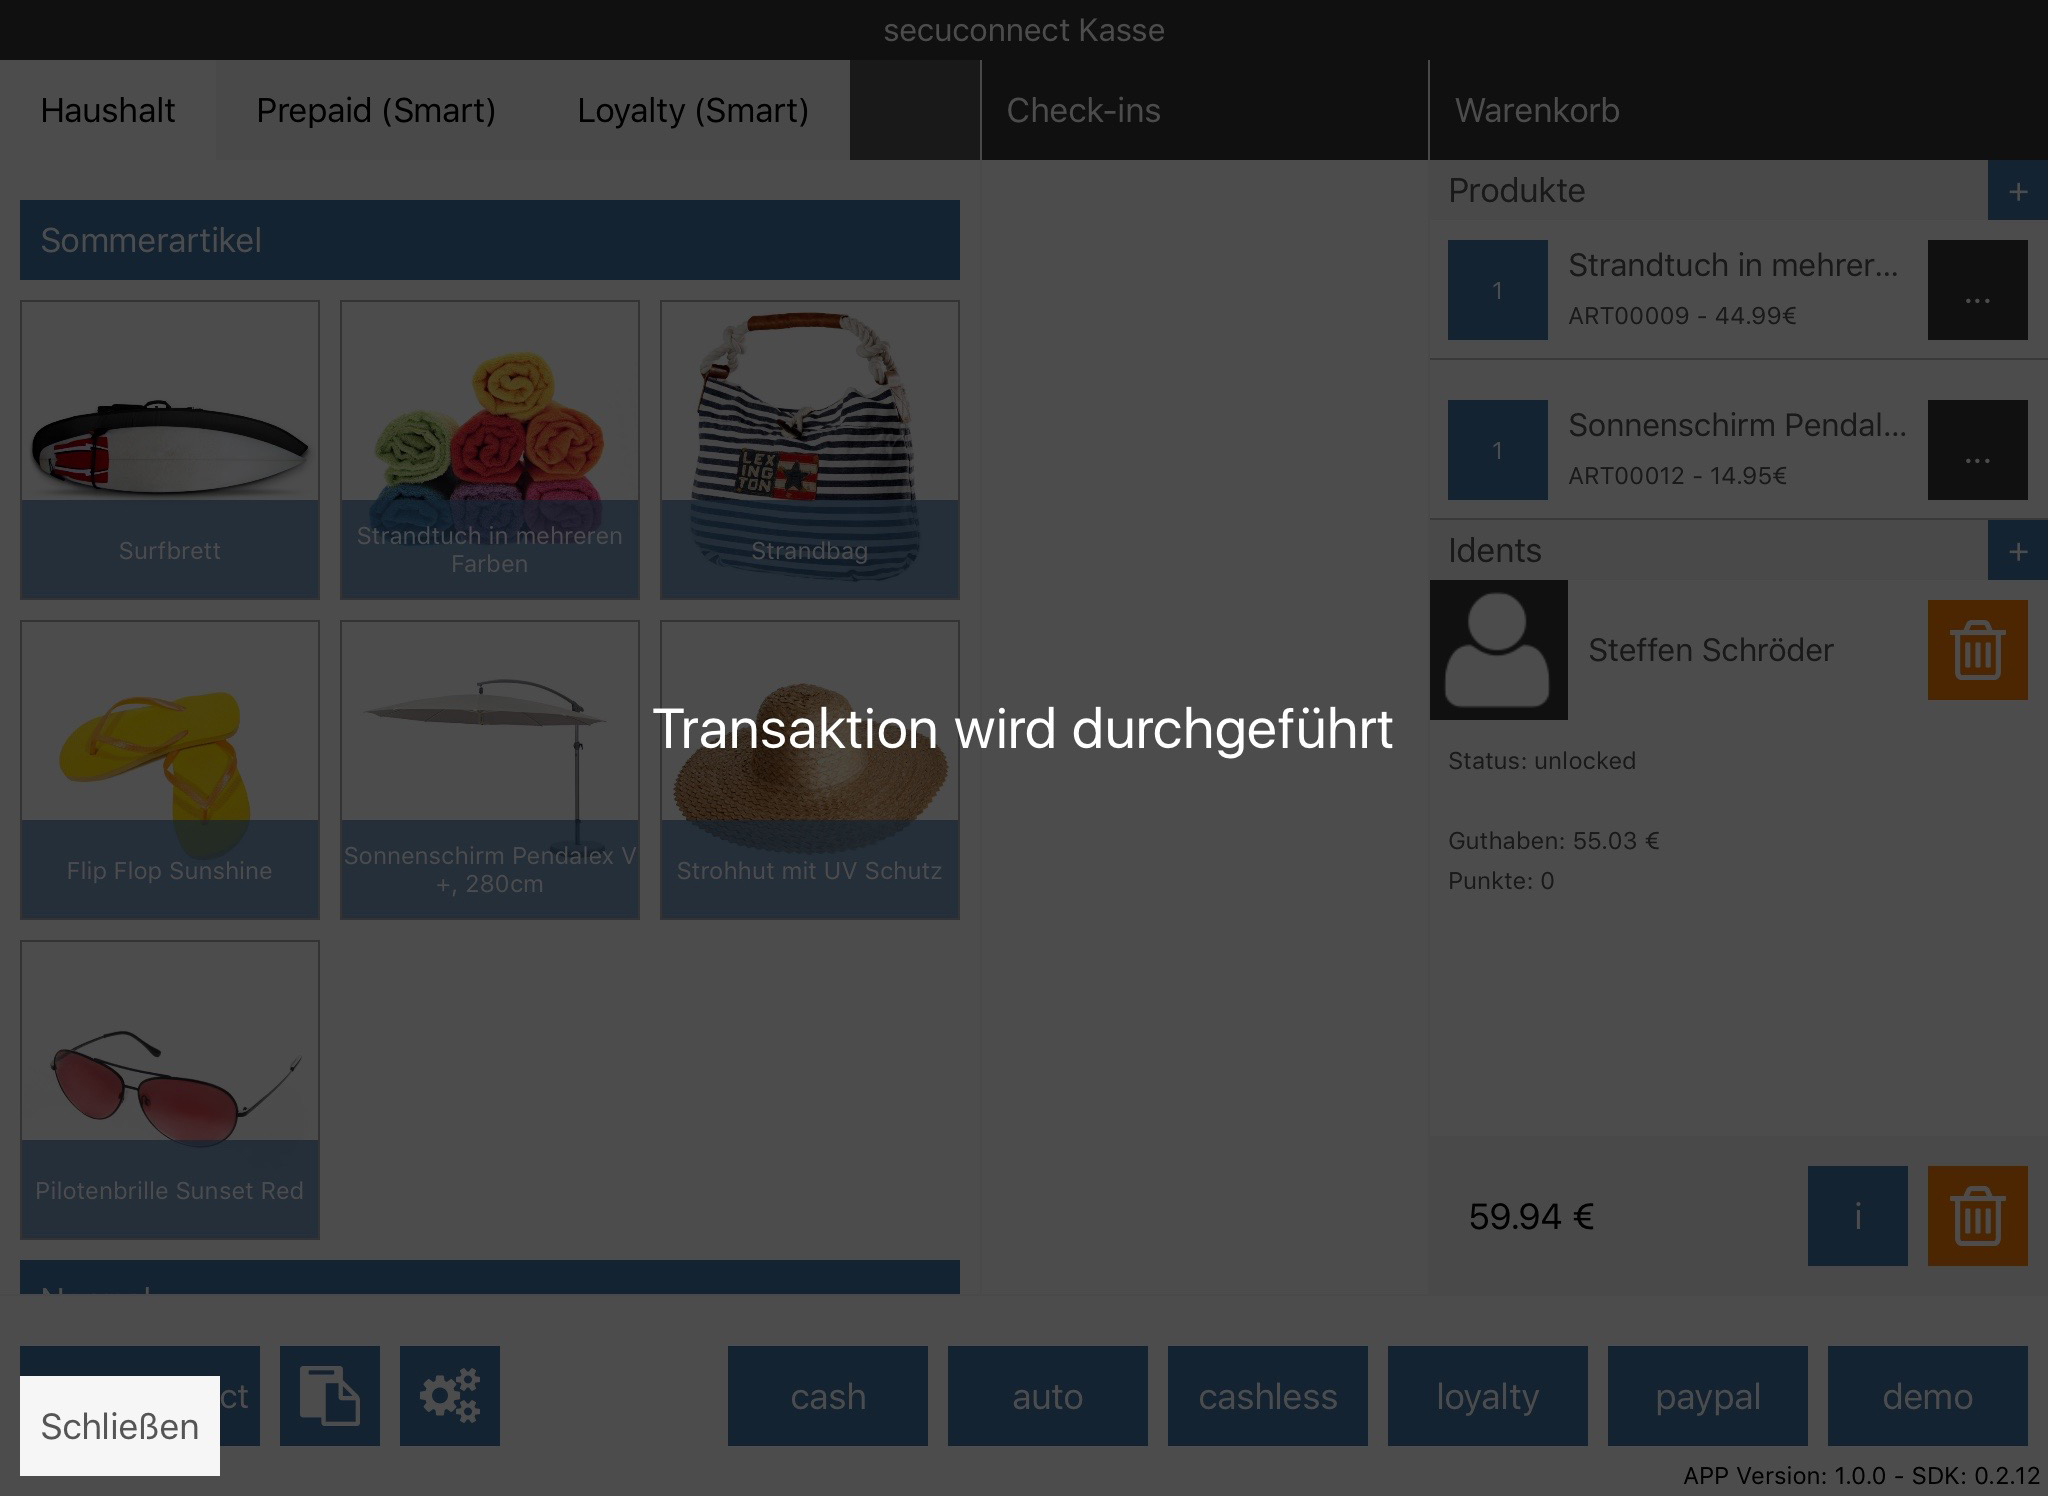 secuconnect Kasse
Haushalt
Prepaid (Smart)
Loyalty (Smart)
Check-ins
Warenkorb
Sommerartikel
Surfbrett
Strandtuch in mehreren
Farben
LEX
ING
TON
Strandbag
Flip Flop Sunshine
Sonnenschirm Pendalex V
+, 280cm
Strohhut mit UV Schutz
Pilotenbrille Sunset Red
Produkte
+
1
Strandtuch in mehrer...
ART00009 - 44.99€
...
1
Sonnenschirm Pendal...
ART00012 - 14.95€
...
Idents
+
Steffen Schröder
Status: unlocked
Guthaben: 55.03 €
Punkte: 0
59.94 €
i
Transaktion wird durchgeführt
Schließen
ct
cash
auto
cashless
loyalty
paypal
demo
APP Version: 1.0.0 - SDK: 0.2.12